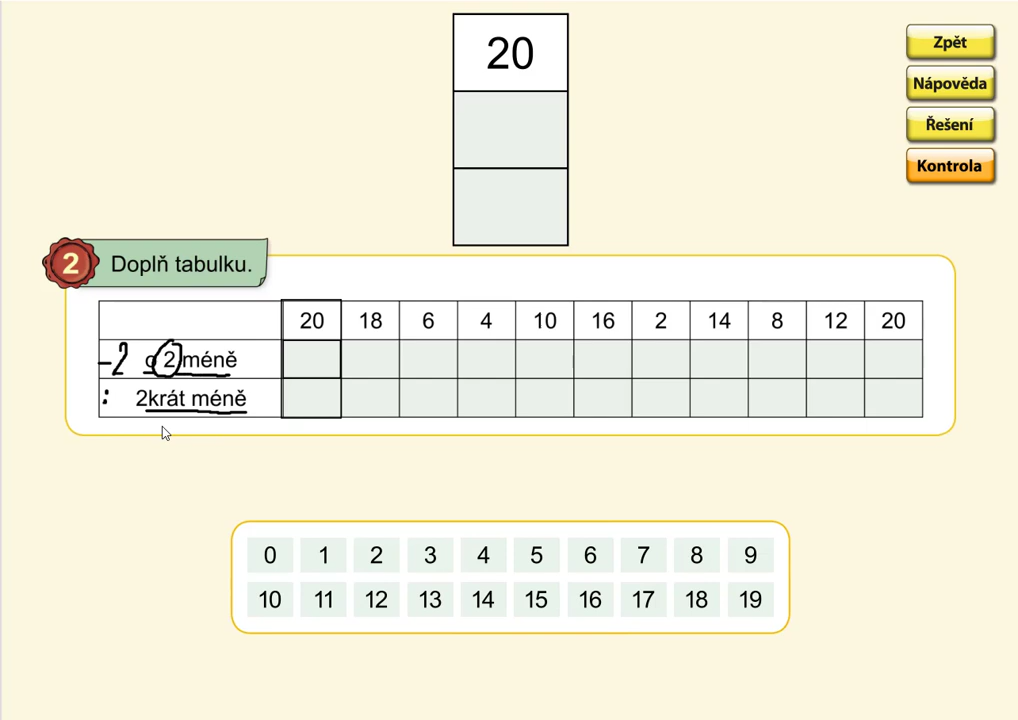 20
Zpět
Nápověda
Řešení
Kontrola
2 Doplň tabulku.
20 18 6 4 10 16 2 14 8 12 20
-2 o 2 méně
: 2krát méně
0 1 2 3 4 5 6 7 8 9
10 11 12 13 14 15 16 17 18 19